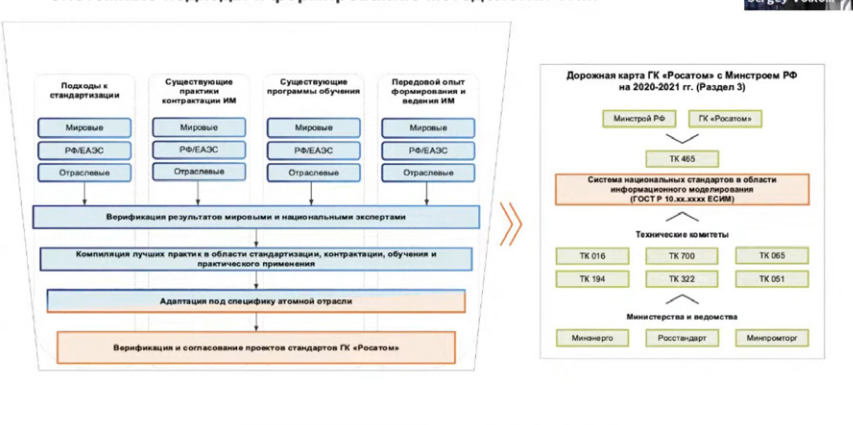 Подходы к
стандартизации
Существующие
практики
контрактации ИМ
Существующие
программы обучения
Передовой опыт
формирования и
ведания ИМ
Мировые
Мировые
Мировые
Мировые
РФ/ЕАЭС
РФ/ЕАЭС
РФ/ЕАЭС
РФ/ЕАЭС
Отраслевые
Отраслевые
Отраслевые
Отраслевые
Верификация результатов мировыми и национальными экспертами
Компиляция лучших практик в области стандартизации, контрактации, обучения и
практического применения
Адаптация под специфику атомной отрасли
Верификация и согласование проектов стандартов ГК «Росатом»
Дорожная карта ГК «Росатом» с Минстроем РФ
на 2020-2021 гг. (Раздел 3)
Минстрой РФ
ГК «Росатом»
ТК 465
Система национальных стандартов в области
информационного моделирования
(ГОСТ Р 10.xx.xxxx ЕСИМ)
Технические комитеты
ТК 016
ТК 700
ТК 065
ТК 194
ТК 322
ТК 051
Министерства и ведомства
Минэнерго
Росстандарт
Минпромторг